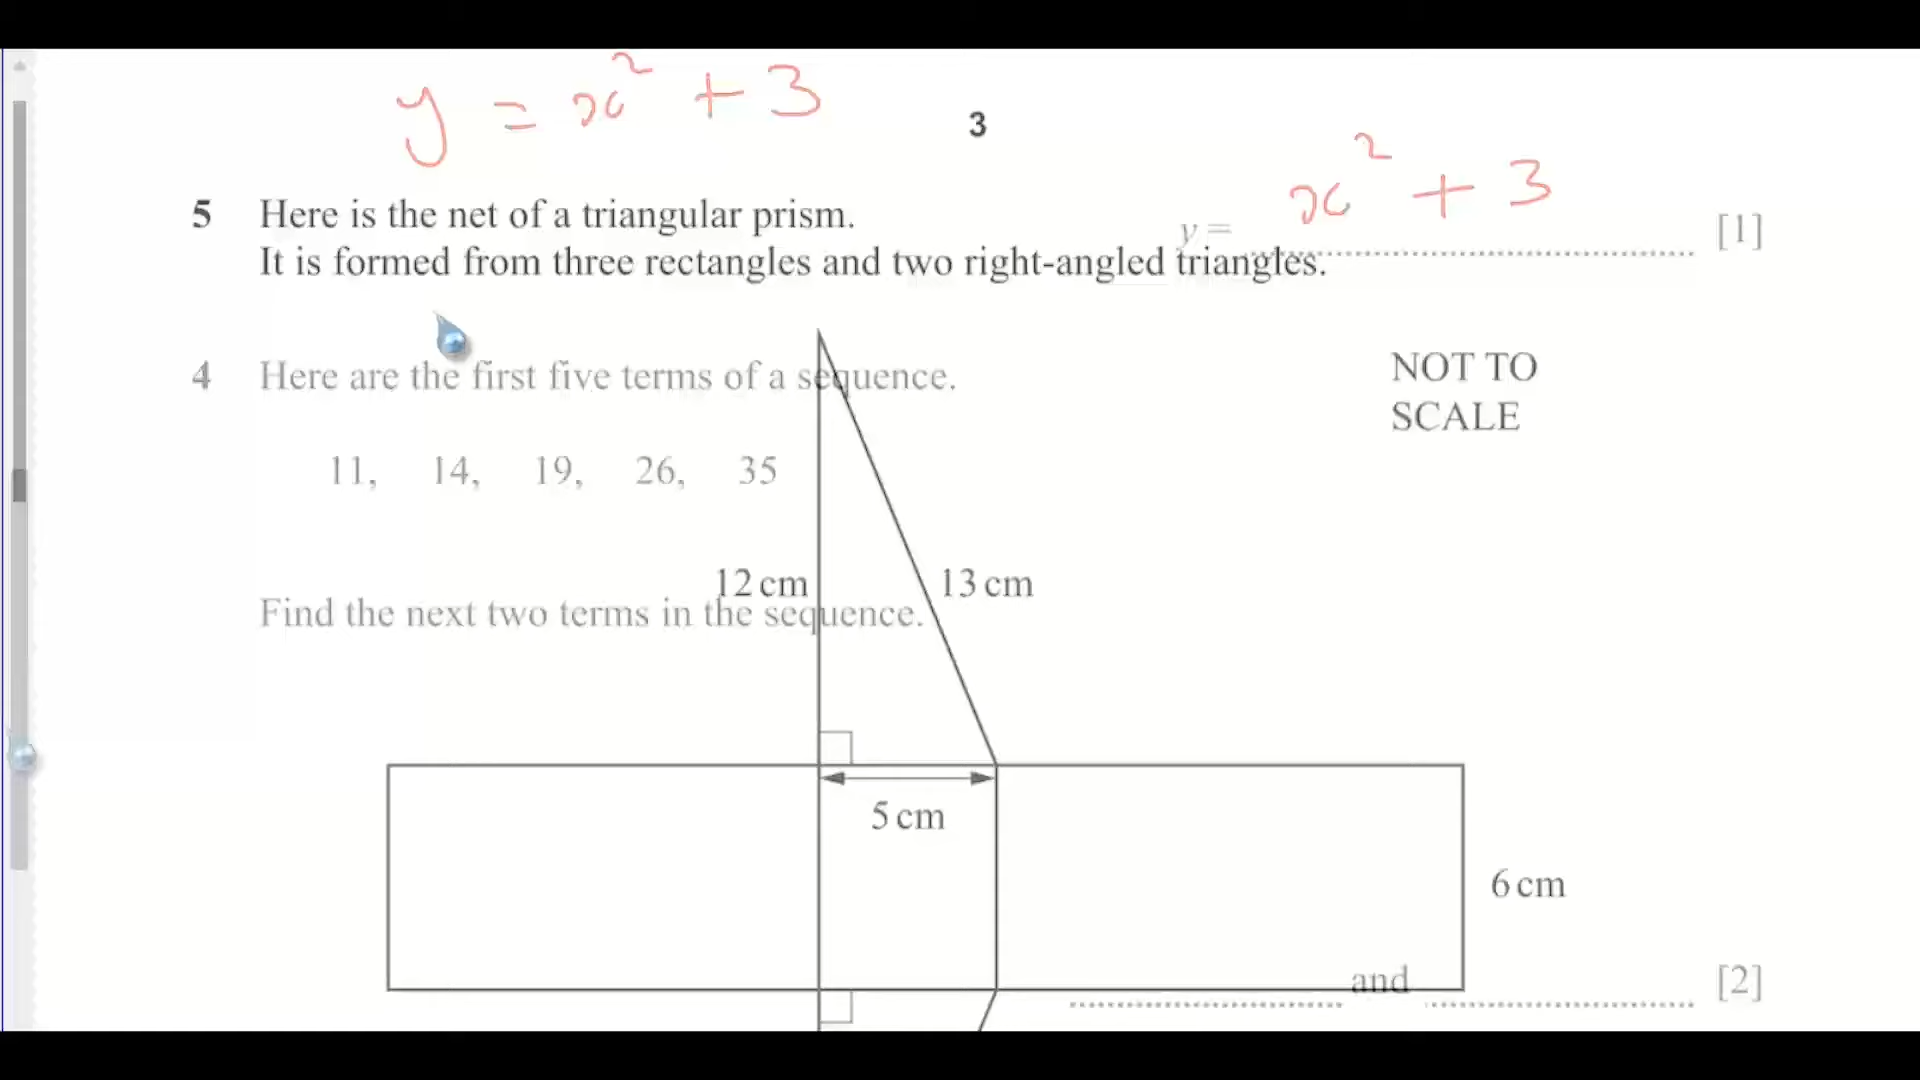 y = x² + 3
3
x² + 3
5 Here is the net of a triangular prism.
y = [1]
It is formed from three rectangles and two right-angled triangles.
4 Here are the first five terms of a sequence.
NOT TO
SCALE
11, 14, 19, 26, 35
12 cm 13 cm
Find the next two terms in the sequence.
5 cm
6 cm
and [2]